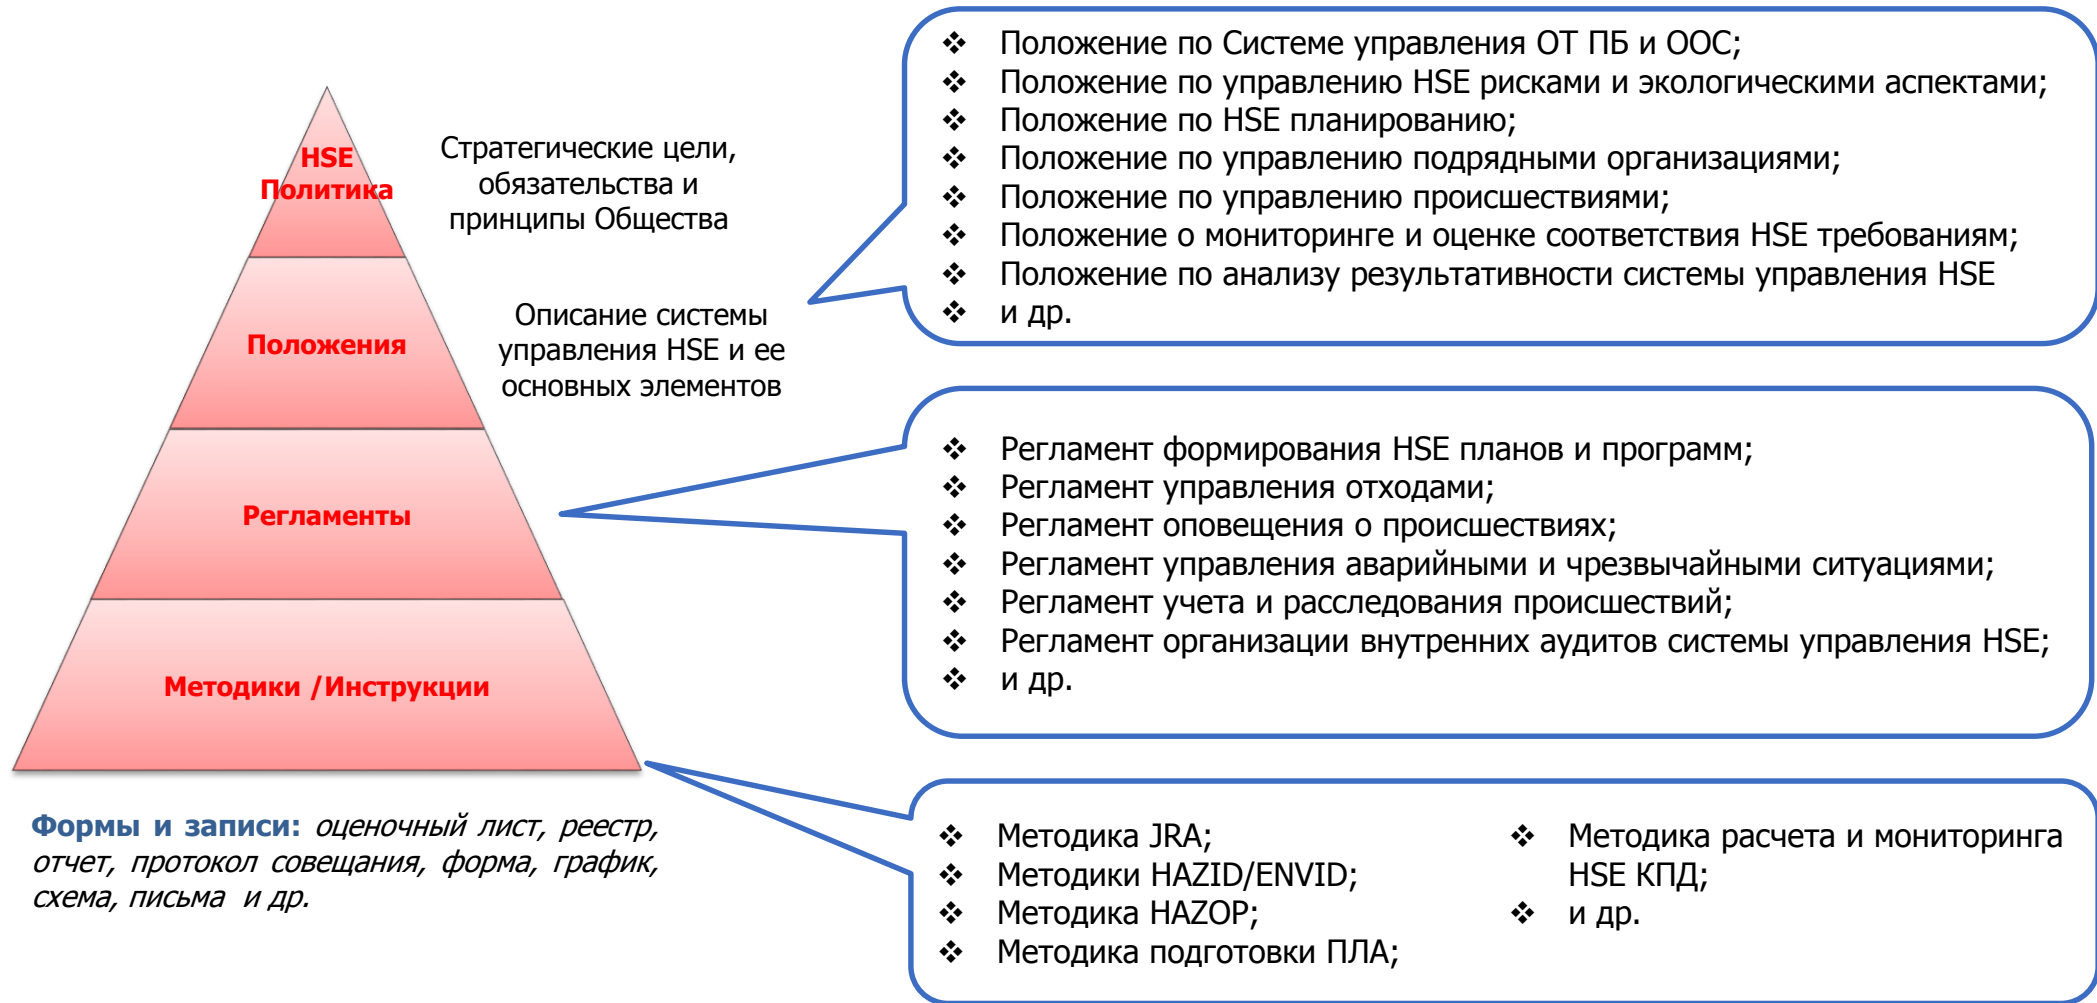 HSE
Политика
Стратегические цели,
обязательства и
принципы Общества
Положения
Описание системы
управления HSE и ее
основных элементов
Регламенты
Методики /Инструкции
Формы и записи: оценочный лист, реестр,
отчет, протокол совещания, форма, график,
схема, письма и др.
❖ Положение по Системе управления ОТ ПБ и ООС;
❖ Положение по управлению HSE рисками и экологическими аспектами;
❖ Положение по HSE планированию;
❖ Положение по управлению подрядными организациями;
❖ Положение по управлению происшествиями;
❖ Положение о мониторинге и оценке соответствия HSE требованиям;
❖ Положение по анализу результативности системы управления HSE
❖ и др.
❖ Регламент формирования HSE планов и программ;
❖ Регламент управления отходами;
❖ Регламент оповещения о происшествиях;
❖ Регламент управления аварийными и чрезвычайными ситуациями;
❖ Регламент учета и расследования происшествий;
❖ Регламент организации внутренних аудитов системы управления HSE;
❖ и др.
❖ Методика JRA;
❖ Методики HAZID/ENVID;
❖ Методика HAZOP;
❖ Методика подготовки ПЛА;
❖ Методика расчета и мониторинга
HSE КПД;
❖ и др.